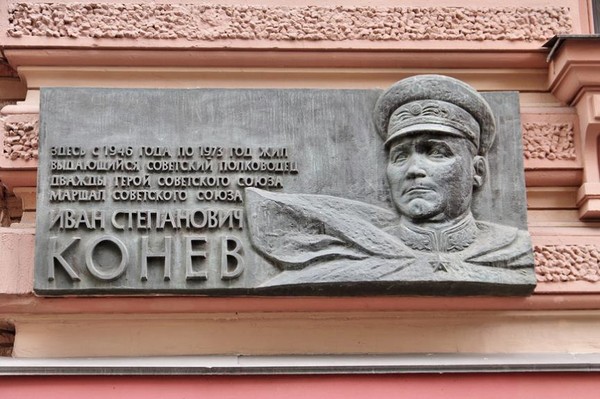 ЗДЕСЬ С 1946 ГОДА ПО 1973 ГОД ЖИЛ
ВЫДАЮЩИЙСЯ СОВЕТСКИЙ ПОЛКОВОДЕЦ
ДВАЖДЫ ГЕРОЙ СОВЕТСКОГО СОЮЗА
МАРШАЛ СОВЕТСКОГО СОЮЗА
ИВАН СТЕПАНОВИЧ
КОНЕВ